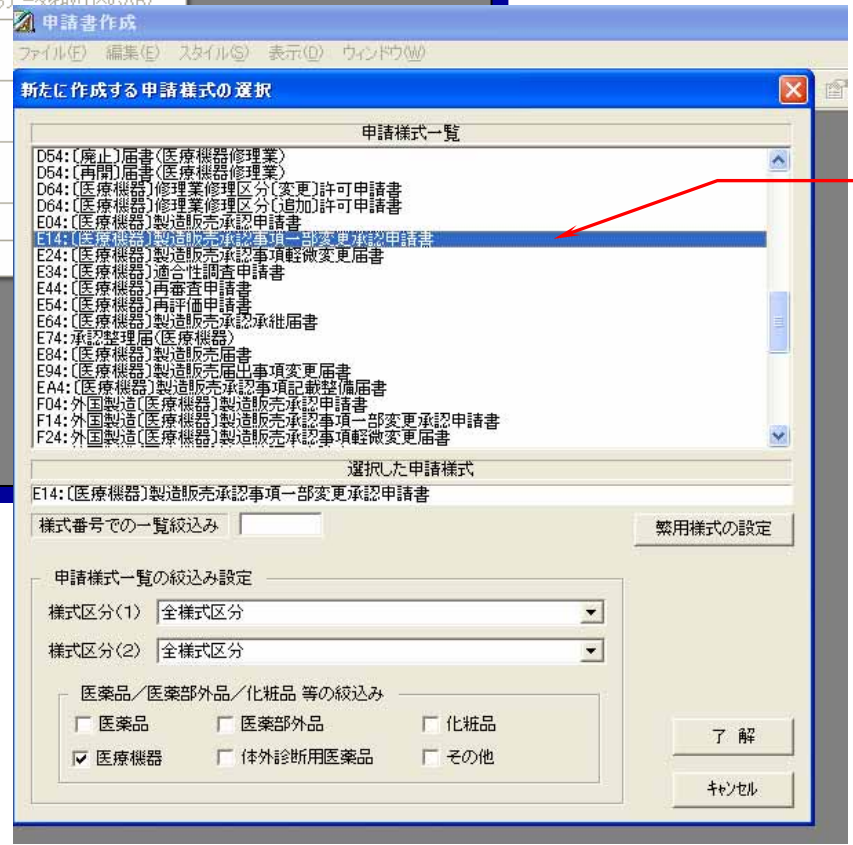 申請書作成
ファイル(F) 編集(E) スタイル(S) 表示(D) ウィンドウ(W)
新たに作成する申請様式の選択
申請様式一覧
D54:〔廃止〕届書(医療機器修理業)
D54:〔再開〕届書(医療機器修理業)
D64:〔医療機器〕修理業修理区分〔変更〕許可申請書
D64:〔医療機器〕修理業修理区分〔追加〕許可申請書
E04:〔医療機器〕製造販売承認申請書
E14:〔医療機器〕製造販売承認事項一部変更承認申請書
E24:〔医療機器〕製造販売承認事項軽微変更届書
E34:〔医療機器〕適合性調査申請書
E44:〔医療機器〕再審査申請書
E54:〔医療機器〕再評価申請書
E64:〔医療機器〕製造販売承認承継届書
E74:承認整理届(医療機器)
E84:〔医療機器〕製造販売届書
E94:〔医療機器〕製造販売届出事項変更届書
EA4:〔医療機器〕製造販売承認事項記載整備届書
F04:外国製造〔医療機器〕製造販売承認申請書
F14:外国製造〔医療機器〕製造販売承認事項一部変更承認申請書
F24:外国製造〔医療機器〕製造販売承認事項軽微変更届書
選択した申請様式
E14:〔医療機器〕製造販売承認事項一部変更承認申請書
様式番号での一覧絞込み
繁用様式の設定
申請様式一覧の絞込み設定
様式区分(1) 全様式区分
様式区分(2) 全様式区分
医薬品/医薬部外品/化粧品 等の絞込み
医薬品 医薬部外品 化粧品
医療機器 体外診断用医薬品 その他
了 解
キャンセル